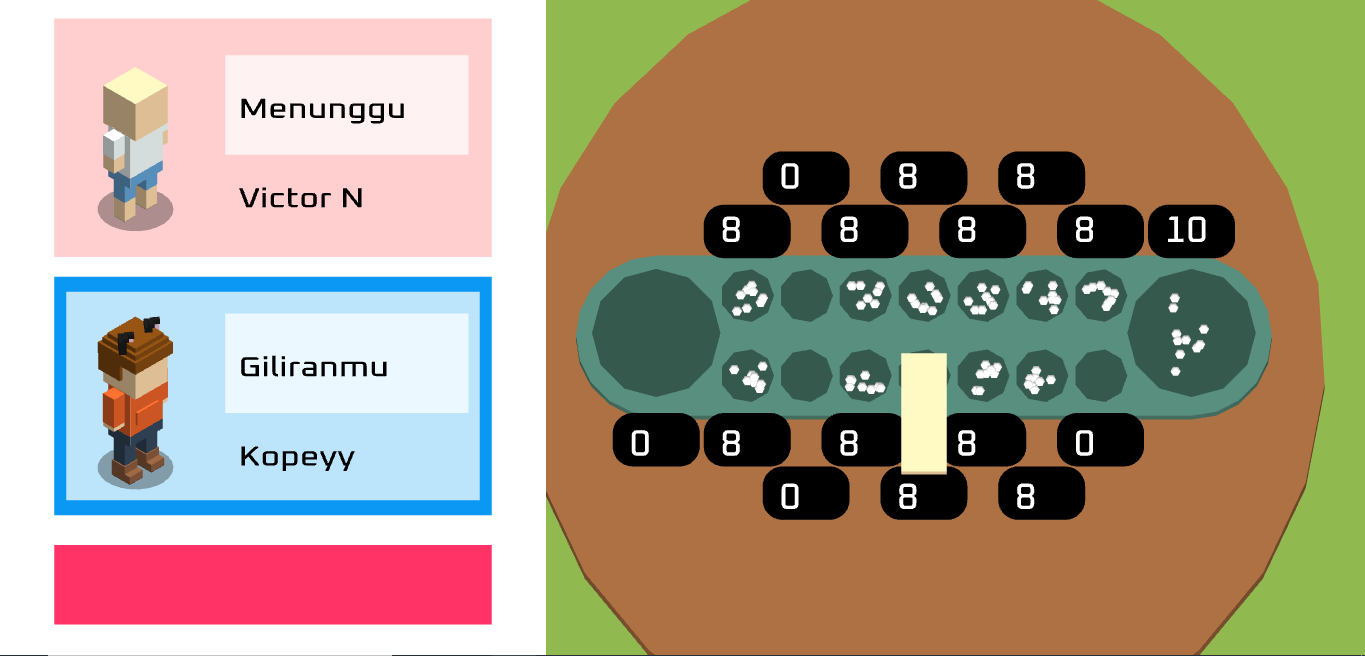 Menunggu
Victor N
Giliranmu
Kopeyy
0 8 8
8 8 8 8 10
0 8 8 8 0
0 8 8